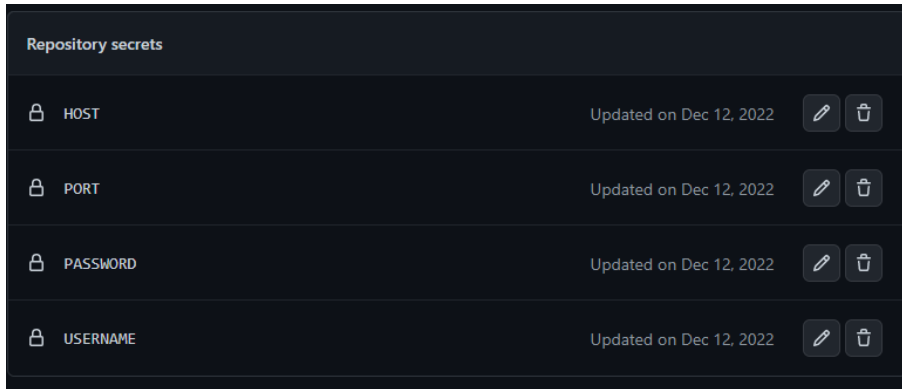 Repository secrets
HOST Updated on Dec 12, 2022
PORT Updated on Dec 12, 2022
PASSWORD Updated on Dec 12, 2022
USERNAME Updated on Dec 12, 2022